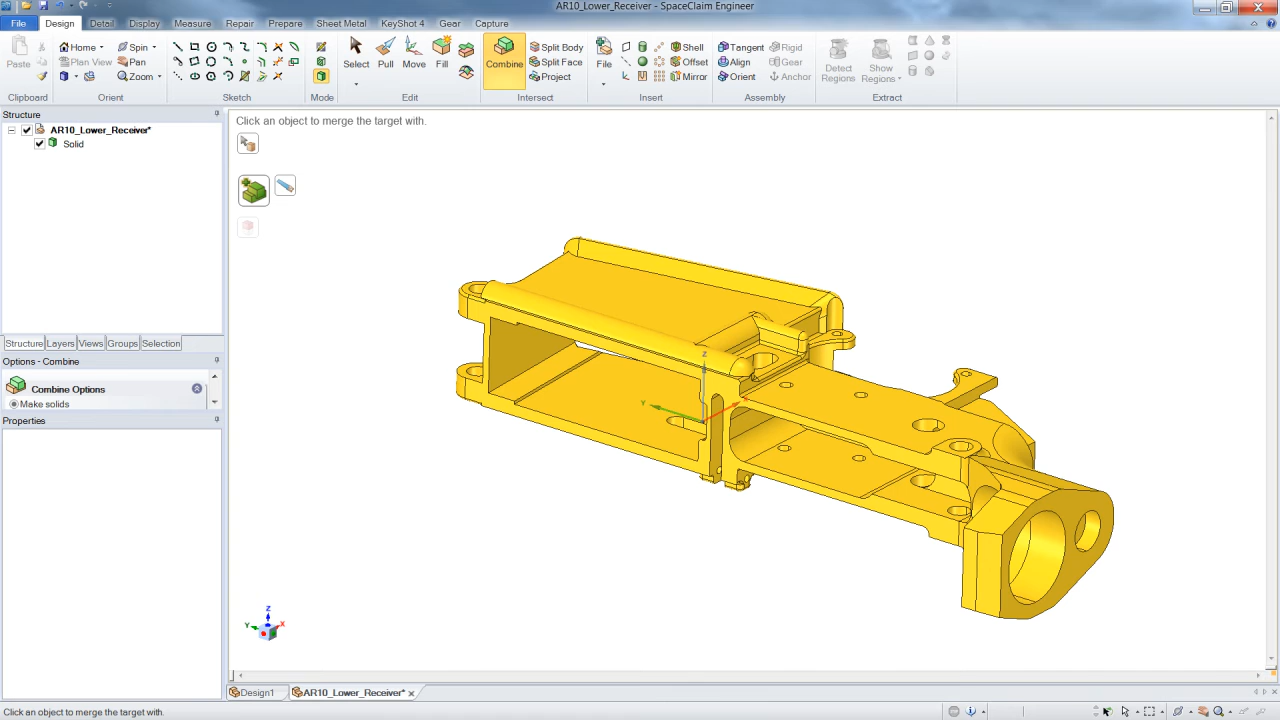 AR10_Lower_Receiver - SpaceClaim Engineer
File Design Detail Display Measure Repair Prepare Sheet Metal KeyShot 4 Gear Capture
Paste
Home
Plan View
Spin
Pan
Zoom
Select Pull Move Fill
Combine
Split Body
Split Face
Project
File
Shell
Offset
Mirror
Tangent
Align
Orient
Rigid
Gear
Anchor
Detect Regions
Show Regions
Clipboard Orient Sketch Mode Edit Intersect Insert Assembly Extract
Structure
AR10_Lower_Receiver*
Solid
Structure Layers Views Groups Selection
Options - Combine
Combine Options
Make solids
Properties
Click an object to merge the target with.
Z
Y
X
Z
Y
X
Design1 AR10_Lower_Receiver*
Click an object to merge the target with.